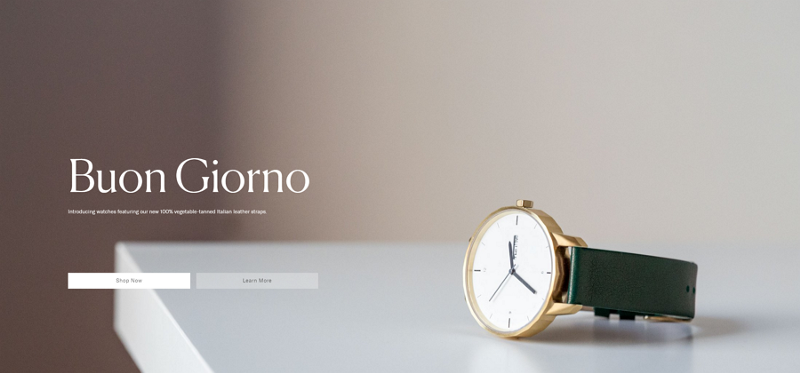 Buon Giorno
Introducing watches featuring our new 100% vegetable-tanned Italian leather straps.
Shop Now
Learn More